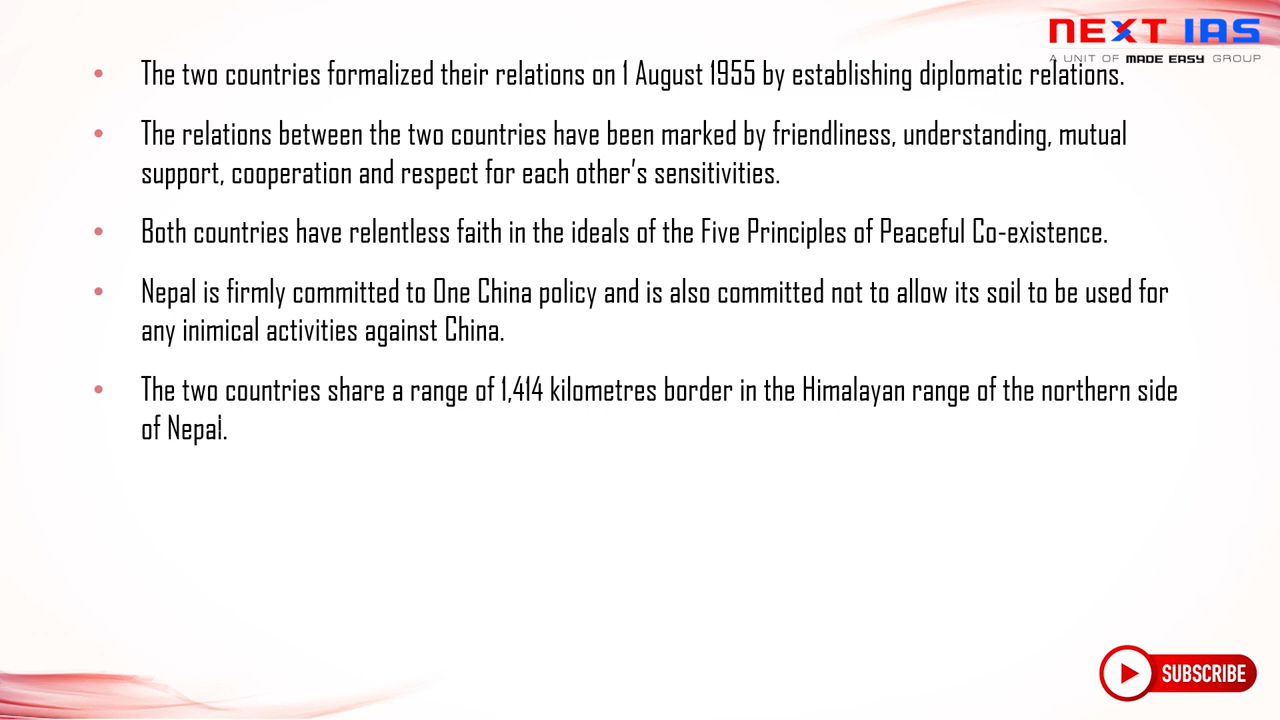 NEXT IAS
A UNIT OF MADE EASY GROUP
• The two countries formalized their relations on 1 August 1955 by establishing diplomatic relations.
• The relations between the two countries have been marked by friendliness, understanding, mutual
support, cooperation and respect for each other's sensitivities.
• Both countries have relentless faith in the ideals of the Five Principles of Peaceful Co-existence.
• Nepal is firmly committed to One China policy and is also committed not to allow its soil to be used for
any inimical activities against China.
• The two countries share a range of 1,414 kilometres border in the Himalayan range of the northern side
of Nepal.
SUBSCRIBE